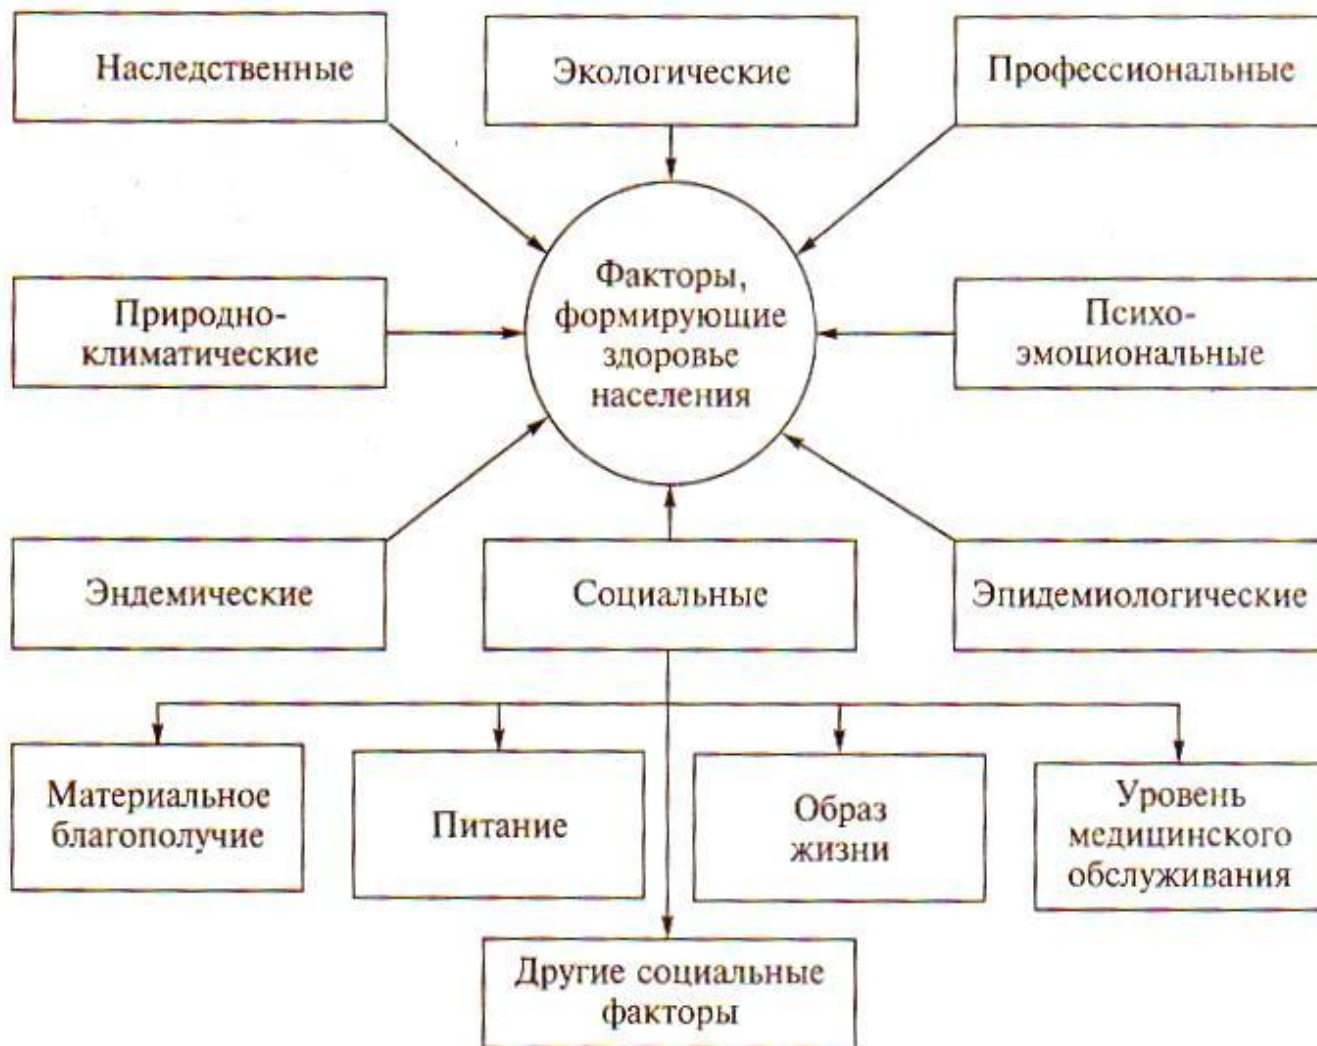 Наследственные
Экологические
Профессиональные
Природно-
климатические
Факторы,
формирующие
здоровье
населения
Психо-
эмоциональные
Эндемические
Социальные
Эпидемиологические
Материальное
благополучие
Питание
Образ
жизни
Уровень
медицинского
обслуживания
Другие социальные
факторы